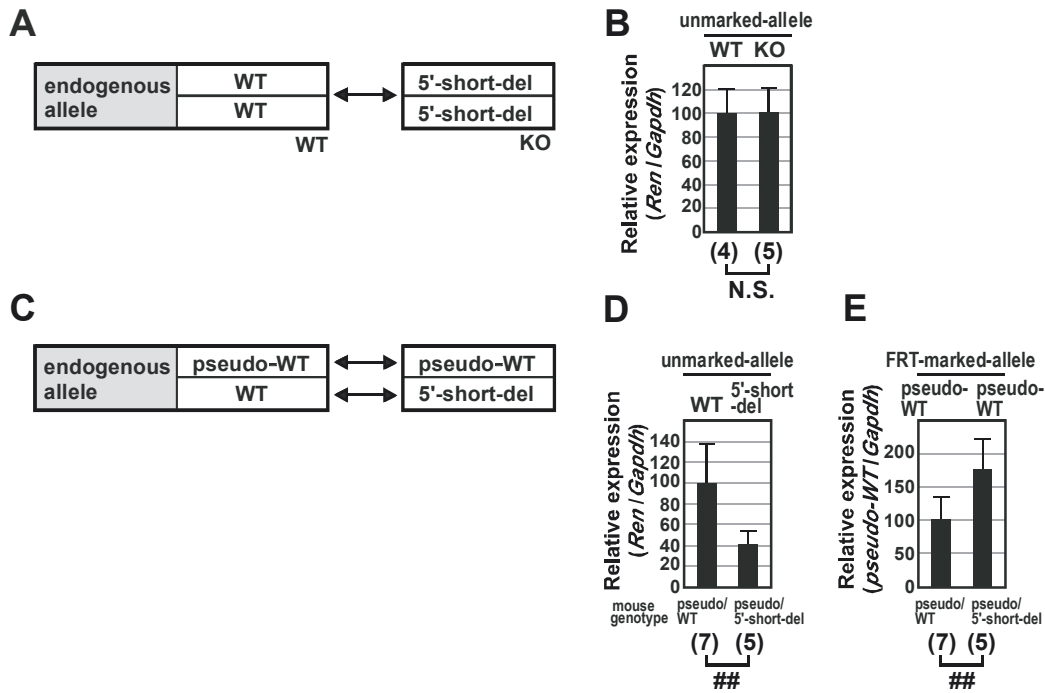 A
endogenous allele
WT
WT
5'-short-del
5'-short-del
WT
KO
B
unmarked-allele
WT KO
Relative expression
(Ren / Gapdh)
120
100
80
60
40
20
0
(4) (5)
N.S.
C
endogenous allele
pseudo-WT
WT
pseudo-WT
5'-short-del
D
unmarked-allele
WT 5'-short -del
Relative expression
(Ren / Gapdh)
140
120
100
80
60
40
20
0
mouse genotype
pseudo/ WT
pseudo/ 5'-short-del
(7) (5)
##
E
FRT-marked-allele
pseudo- WT
pseudo- WT
Relative expression
(pseudo-WT / Gapdh)
200
150
100
50
0
pseudo/ WT
pseudo/ 5'-short-del
(7) (5)
##